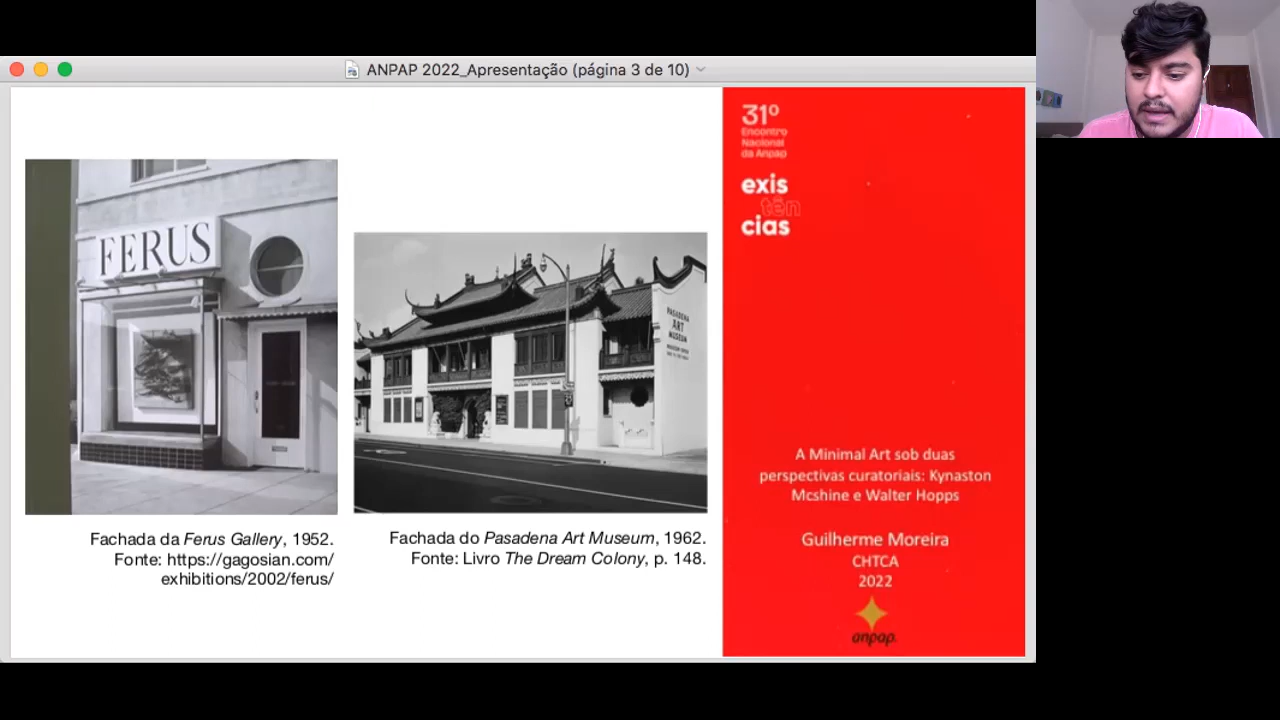 ANPAP 2022_Apresentação (página 3 de 10)
31º
Encontro
Nacional
da Anpap
exis
tên
cias
FERUS
PASADENA
ART
MUSEUM
Fachada da Ferus Gallery, 1952.
Fonte: https://gagosian.com/
exhibitions/2002/ferus/
Fachada do Pasadena Art Museum, 1962.
Fonte: Livro The Dream Colony, p. 148.
A Minimal Art sob duas
perspectivas curatoriais: Kynaston
Mcshine e Walter Hopps
Guilherme Moreira
CHTCA
2022
anpap.